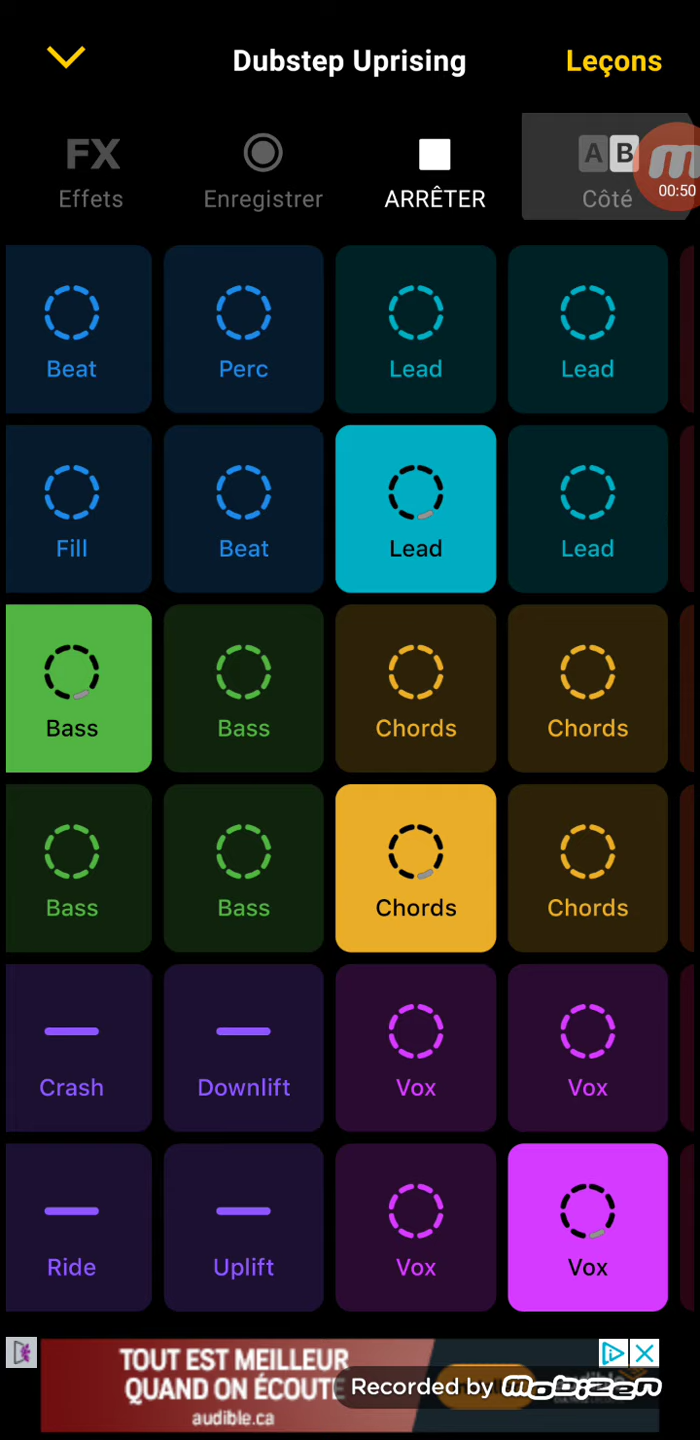 Dubstep Uprising
Leçons
FX
Effets
Enregistrer
ARRÊTER
A B
Côté
m
00:50
Beat
Perc
Lead
Lead
Fill
Beat
Lead
Lead
Bass
Bass
Chords
Chords
Bass
Bass
Chords
Chords
Crash
Downlift
Vox
Vox
Ride
Uplift
Vox
Vox
TOUT EST MEILLEUR
QUAND ON ÉCOUTE
audible.ca
Recorded by mobizen